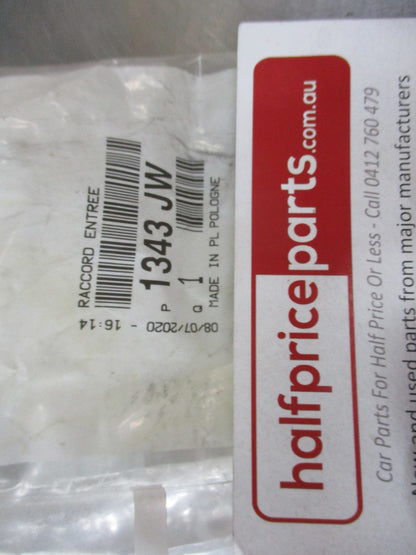 RACCORD ENTREE
P 1343 JW
Q 1
MADE IN PL POLOGNE
08/07/2020 - 16:14
halfpriceparts.com.au
Car Parts For Half Price Or Less - Call 0412 760 479
New and used parts from major manufacturers